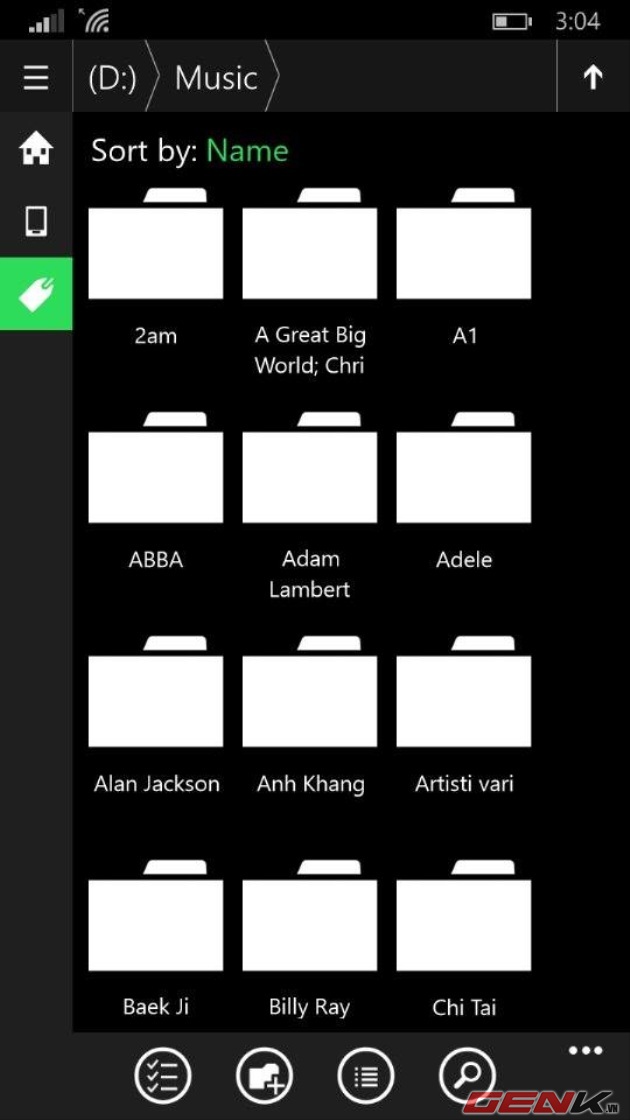 3:04
(D:) Music
Sort by: Name
2am
A Great Big
World; Chri
A1
ABBA
Adam
Lambert
Adele
Alan Jackson
Anh Khang
Artisti vari
Baek Ji
Billy Ray
Chi Tai
GENK.VN